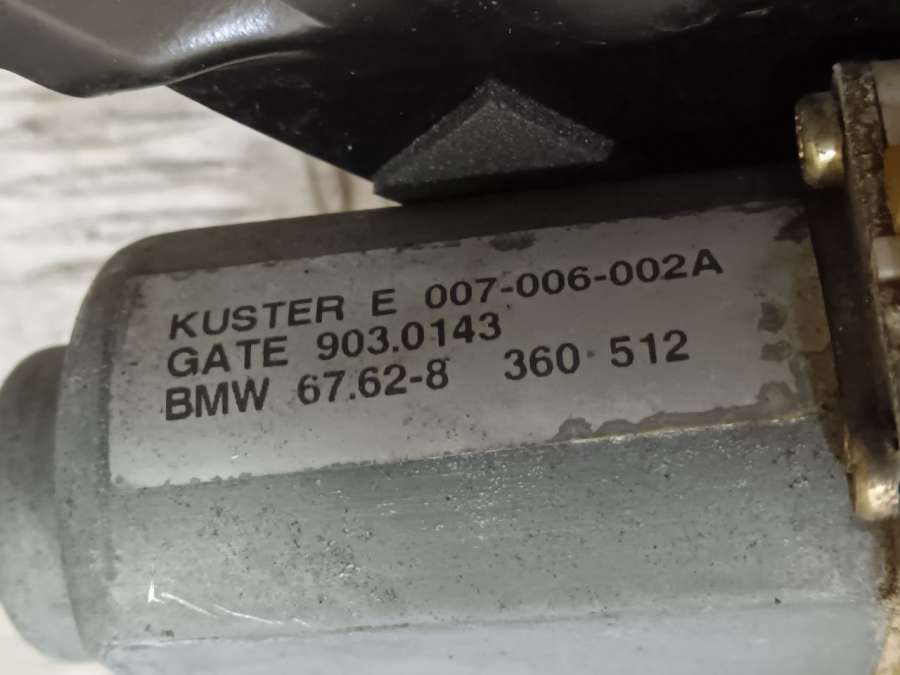 KUSTER E 007-006-002A
GATE 903.0143
BMW 67.62-8 360 512